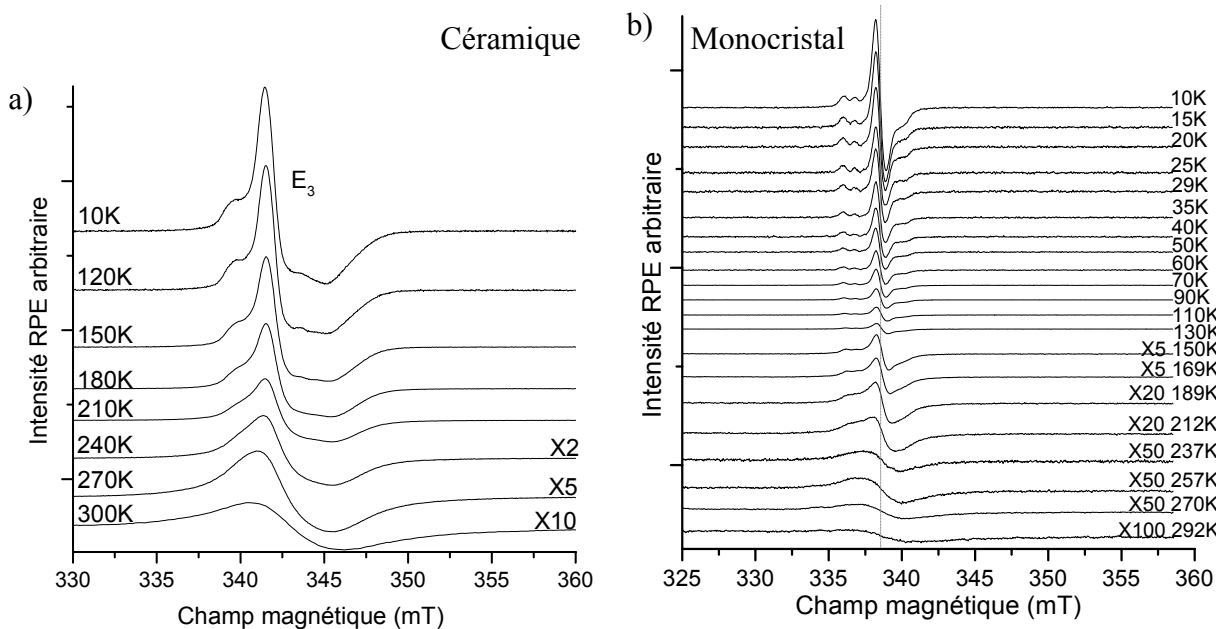 Céramique
a)
E3
10K
120K
150K
180K
210K
240K
270K
300K
X2
X5
X10
Intensité RPE arbitraire
330 335 340 345 350 355 360
Champ magnétique (mT)
b)
Monocristal
10K
15K
20K
25K
29K
35K
40K
50K
60K
70K
90K
110K
130K
X5 150K
X5 169K
X20 189K
X20 212K
X50 237K
X50 257K
X50 270K
X100 292K
Intensité RPE arbitraire
325 330 335 340 345 350 355 360
Champ magnétique (mT)